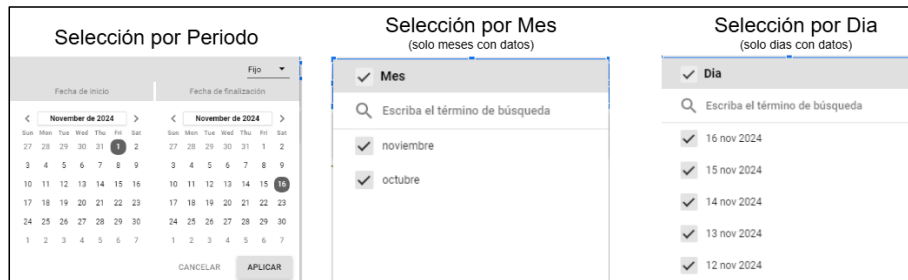 Selección por Periodo
Fijo
Fecha de inicio
Fecha de finalización
< November de 2024 >
Sun Mon Tue Wed Thu Fri Sat
27 28 29 30 31 1 2
3 4 5 6 7 8 9
10 11 12 13 14 15 16
17 18 19 20 21 22 23
24 25 26 27 28 29 30
1 2 3 4 5 6 7
< November de 2024 >
Sun Mon Tue Wed Thu Fri Sat
27 28 29 30 31 1 2
3 4 5 6 7 8 9
10 11 12 13 14 15 16
17 18 19 20 21 22 23
24 25 26 27 28 29 30
1 2 3 4 5 6 7
CANCELAR APLICAR
Selección por Mes
(solo meses con datos)
Mes
Escriba el término de búsqueda
noviembre
octubre
Selección por Dia
(solo dias con datos)
Dia
Escriba el término de búsqueda
16 nov 2024
15 nov 2024
14 nov 2024
13 nov 2024
12 nov 2024